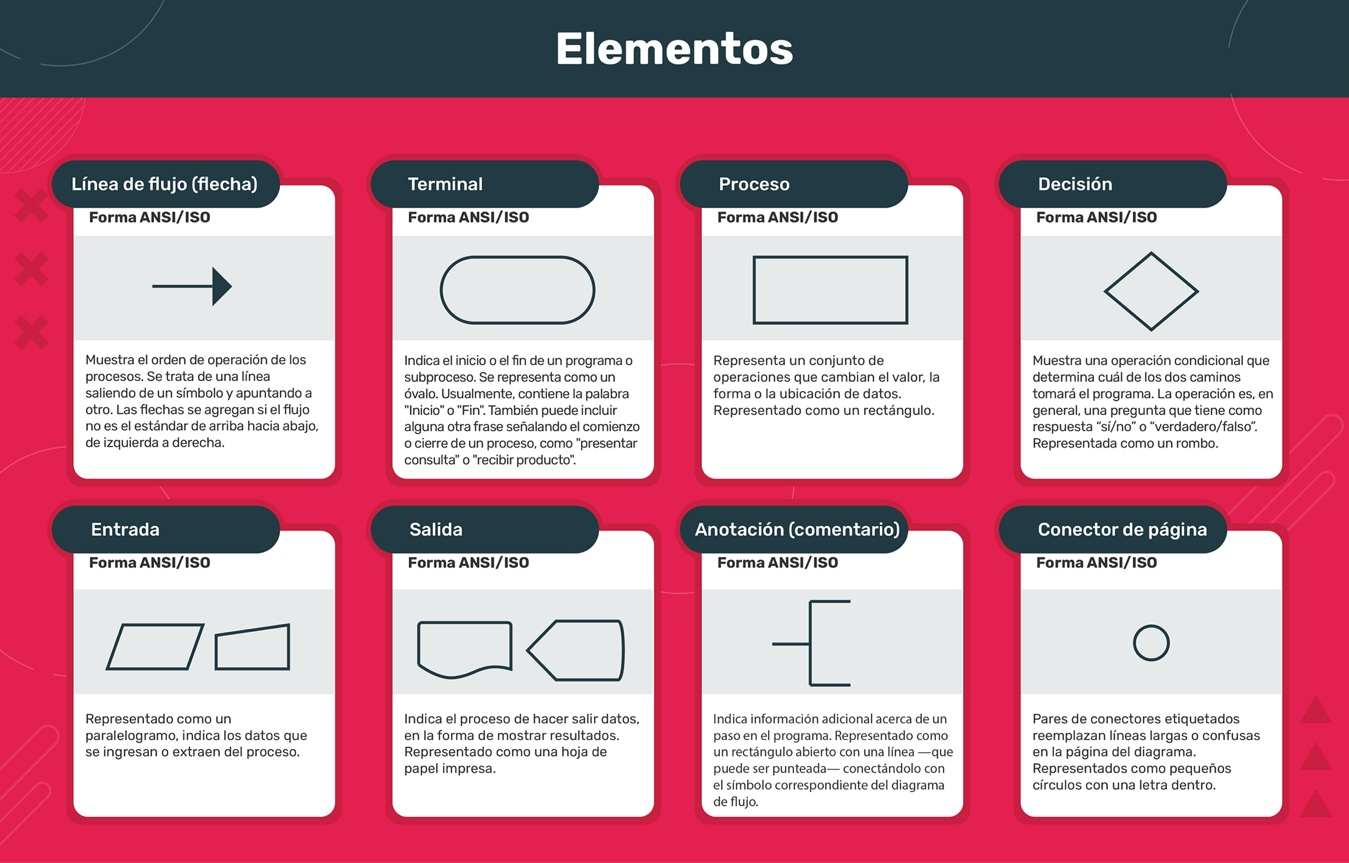 Elementos
Línea de flujo (flecha)
Forma ANSI/ISO
Muestra el orden de operación de los
procesos. Se trata de una línea
saliendo de un símbolo y apuntando a
otro. Las flechas se agregan si el flujo
no es el estándar de arriba hacia abajo,
de izquierda a derecha.
Terminal
Forma ANSI/ISO
Indica el inicio o el fin de un programa o
subproceso. Se representa como un
óvalo. Usualmente, contiene la palabra
"Inicio" o "Fin". También puede incluir
alguna otra frase señalando el comienzo
o cierre de un proceso, como "presentar
consulta" o "recibir producto".
Proceso
Forma ANSI/ISO
Representa un conjunto de
operaciones que cambian el valor, la
forma o la ubicación de datos.
Representado como un rectángulo.
Decisión
Forma ANSI/ISO
Muestra una operación condicional que
determina cuál de los dos caminos
tomará el programa. La operación es, en
general, una pregunta que tiene como
respuesta “sí/no” o “verdadero/falso”.
Representada como un rombo.
Entrada
Forma ANSI/ISO
Representado como un
paralelogramo, indica los datos que
se ingresan o extraen del proceso.
Salida
Forma ANSI/ISO
Indica el proceso de hacer salir datos,
en la forma de mostrar resultados.
Representado como una hoja de
papel impresa.
Anotación (comentario)
Forma ANSI/ISO
Indica información adicional acerca de un
paso en el programa. Representado como
un rectángulo abierto con una línea —que
puede ser punteada— conectándolo con
el símbolo correspondiente del diagrama
de flujo.
Conector de página
Forma ANSI/ISO
Pares de conectores etiquetados
reemplazan líneas largas o confusas
en la página del diagrama.
Representados como pequeños
círculos con una letra dentro.